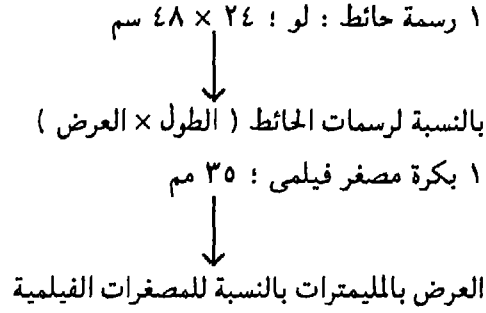 ١ رسمة حائط : لو ؛ ٢٤ × ٤٨ سم
بالنسبة لرسمات الحائط ( الطول × العرض )
١ بكرة مصغر فيلمى ؛ ٣٥ مم
العرض بالمليمترات بالنسبة للمصغرات الفيلمية